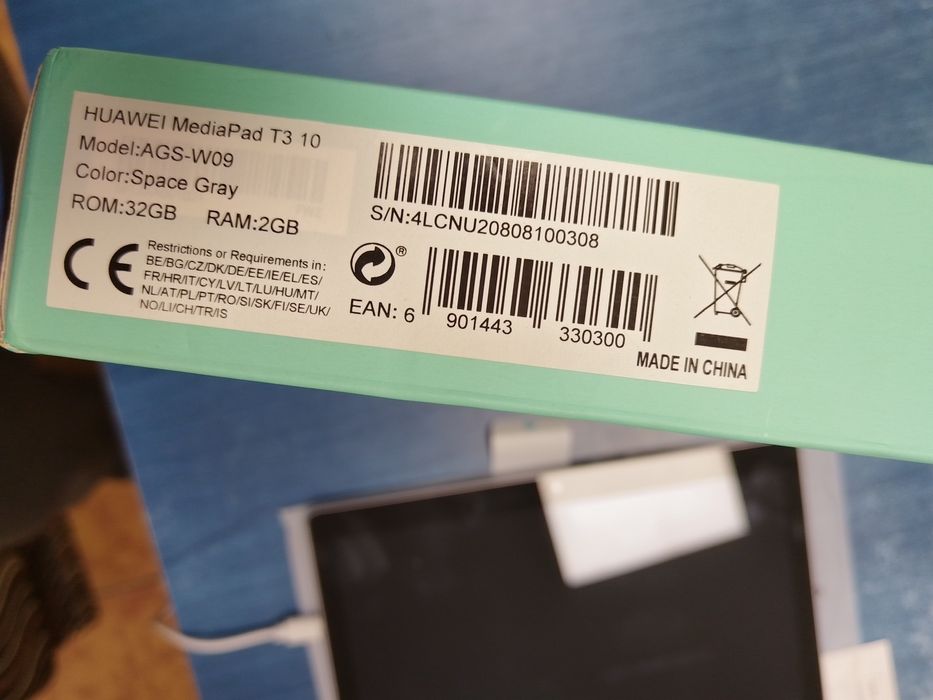 HUAWEI MediaPad T3 10
Model:AGS-W09
Color:Space Gray
ROM:32GB RAM:2GB
S/N:4LCNU20808100308
CE
Restrictions or Requirements in:
BE/BG/CZ/DK/DE/EE/IE/EL/ES/
FR/HR/IT/CY/LV/LT/LU/HU/MT/
NL/AT/PL/PT/RO/SI/SK/FI/SE/UK/
NO/LI/CH/TR/IS
®
EAN: 6 901443 330300
MADE IN CHINA